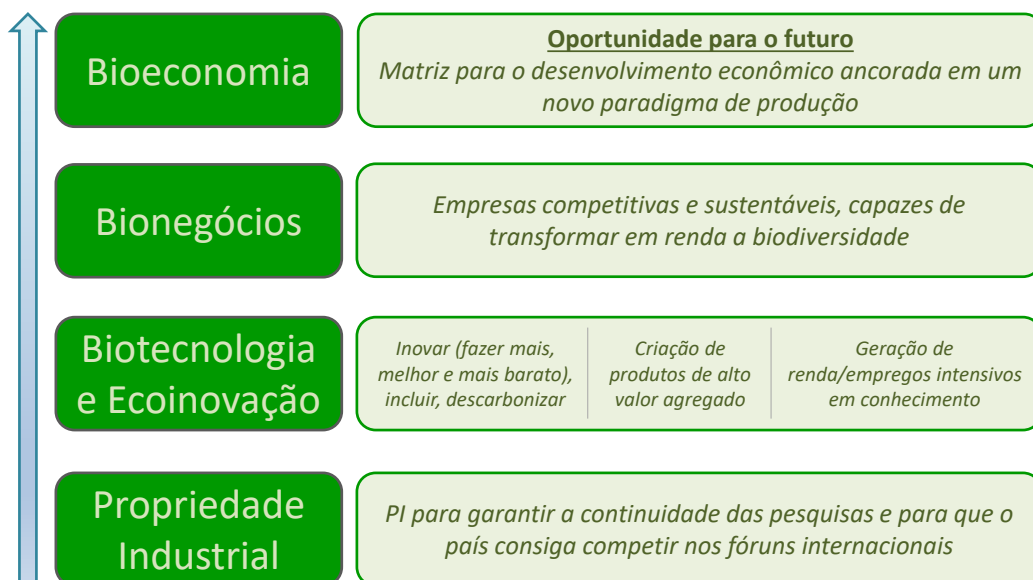 Bioeconomia
Oportunidade para o futuro
Matriz para o desenvolvimento econômico ancorada em um
novo paradigma de produção
Bionegócios
Empresas competitivas e sustentáveis, capazes de
transformar em renda a biodiversidade
Biotecnologia
e Ecoinovação
Inovar (fazer mais,
melhor e mais barato),
incluir, descarbonizar
Criação de
produtos de alto
valor agregado
Geração de
renda/empregos intensivos
em conhecimento
Propriedade
Industrial
PI para garantir a continuidade das pesquisas e para que o
país consiga competir nos fóruns internacionais